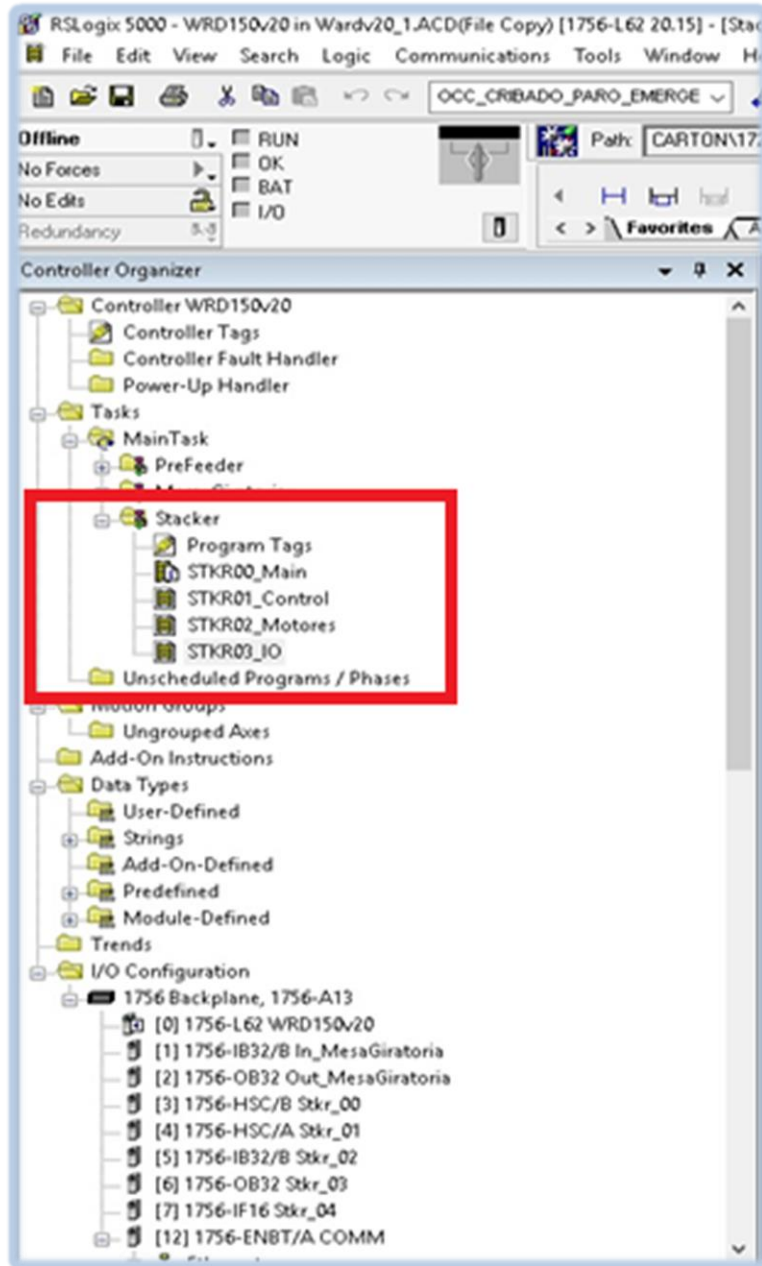 RSLogix 5000 - WRD150v20 in Wardv20_1.ACD(File Copy) [1756-L62 20.15] - [Stac
File Edit View Search Logic Communications Tools Window H
OCC_CRIBADO_PARO_EMERGE
Offline RUN Path: CARTON\17
No Forces OK
No Edits BAT
Redundancy I/O
Favorites A
Controller Organizer
Controller WRD150v20
Controller Tags
Controller Fault Handler
Power-Up Handler
Tasks
MainTask
PreFeeder
Stacker
Program Tags
STKR00_Main
STKR01_Control
STKR02_Motores
STKR03_IO
Unscheduled Programs / Phases
Motion Groups
Ungrouped Axes
Add-On Instructions
Data Types
User-Defined
Strings
Add-On-Defined
Predefined
Module-Defined
Trends
I/O Configuration
1756 Backplane, 1756-A13
[0] 1756-L62 WRD150v20
[1] 1756-IB32/B In_MesaGiratoria
[2] 1756-OB32 Out_MesaGiratoria
[3] 1756-HSC/B Stkr_00
[4] 1756-HSC/A Stkr_01
[5] 1756-IB32/B Stkr_02
[6] 1756-OB32 Stkr_03
[7] 1756-IF16 Stkr_04
[12] 1756-ENBT/A COMM